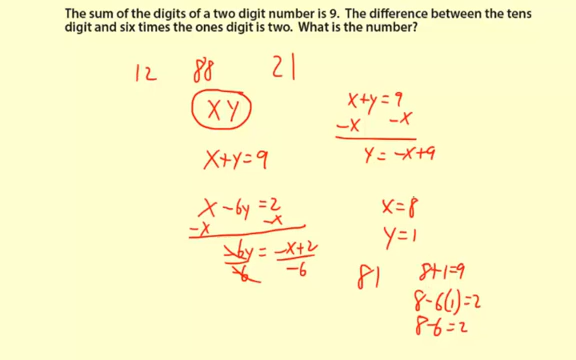 The sum of the digits of a two digit number is 9. The difference between the tens
digit and six times the ones digit is two. What is the number?
12 88 21
XY
X+y=9
X-6y=2
-X -X
-6y = -X+2
-6 -6
X+y=9
-X -X
Y=-X+9
X=8
Y=1
81
8+1=9
8-6(1)=2
8-6=2